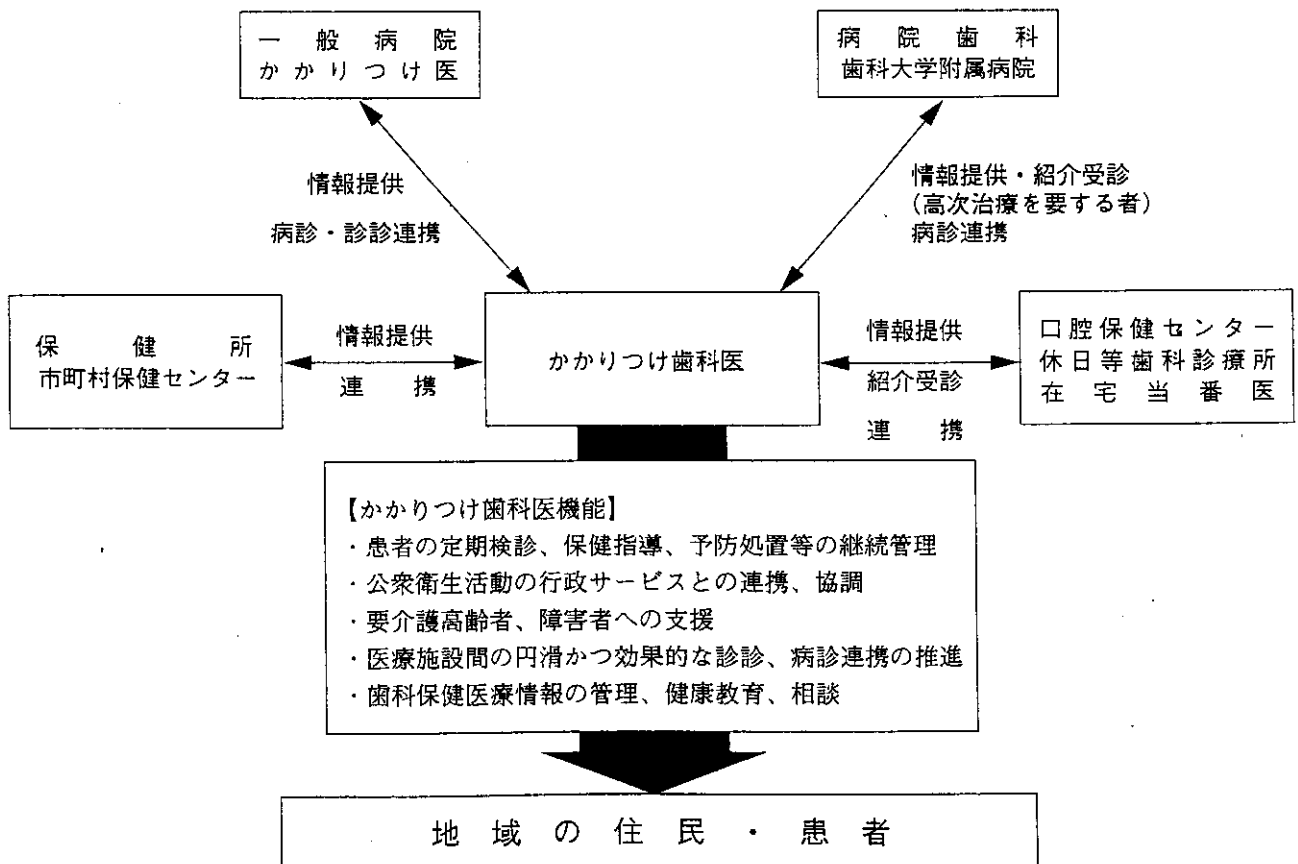 一般病院
かかりつけ医
病院歯科
歯科大学附属病院
情報提供
病診・診診連携
情報提供・紹介受診
(高次治療を要する者)
病診連携
保健所
市町村保健センター
情報提供
連携
かかりつけ歯科医
情報提供
紹介受診
連携
口腔保健センター
休日等歯科診療所
在宅当番医
【かかりつけ歯科医機能】
・患者の定期検診、保健指導、予防処置等の継続管理
・公衆衛生活動の行政サービスとの連携、協調
・要介護高齢者、障害者への支援
・医療施設間の円滑かつ効果的な診診、病診連携の推進
・歯科保健医療情報の管理、健康教育、相談
地域の住民・患者